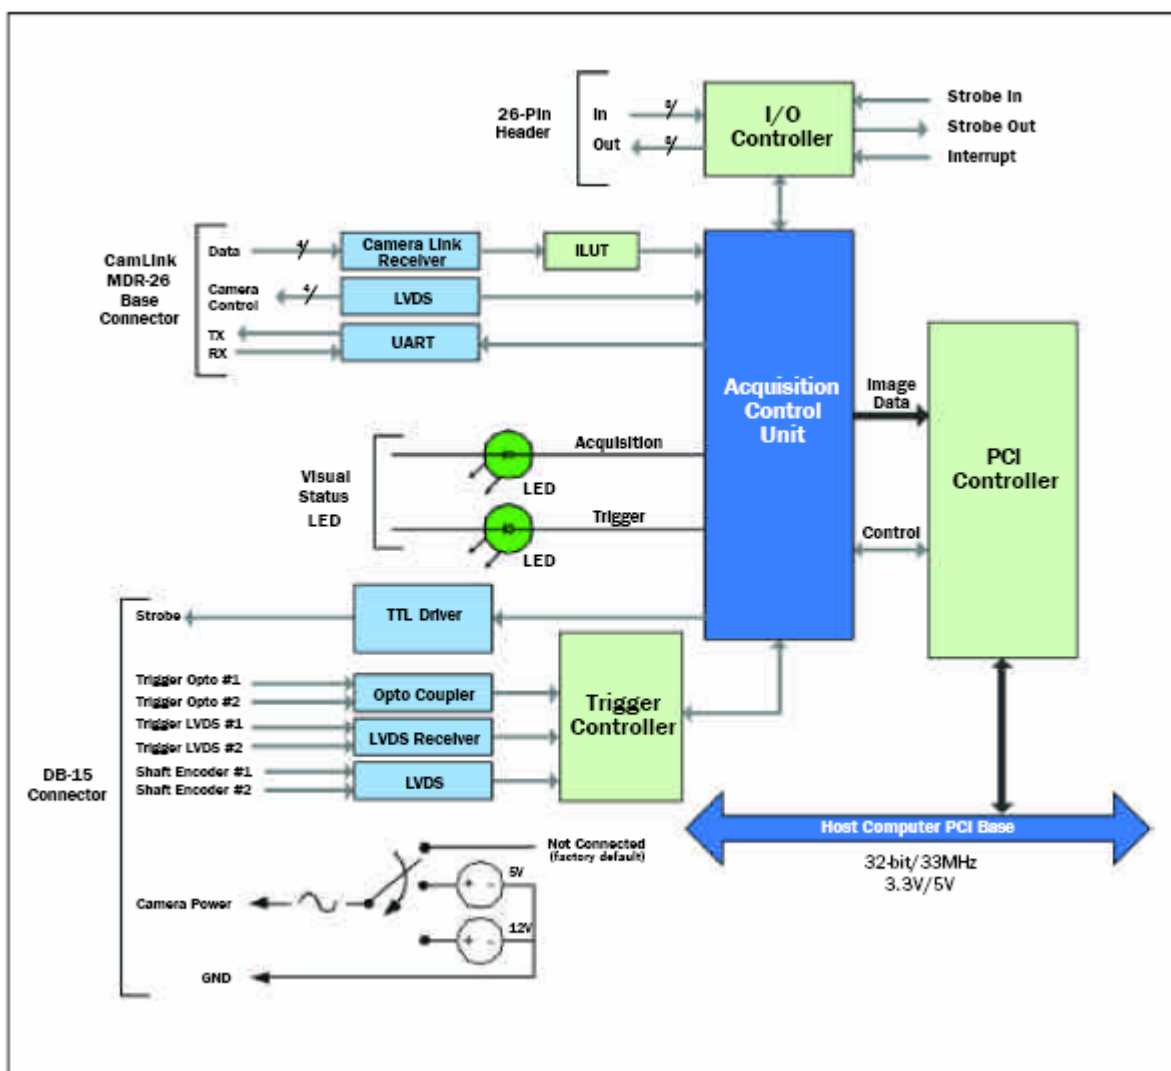 26-Pin
Header
In
Out
8/
8/
I/O
Controller
Strobe In
Strobe Out
Interrupt
CamLink
MDR-26
Base
Connector
Data
4/
Camera Link
Receiver
ILUT
Camera
Control
4/
LVDS
TX
RX
UART
Acquisition
Control
Unit
Image
Data
PCI
Controller
Control
Visual
Status
LED
Acquisition
LED
Trigger
LED
DB-15
Connector
Strobe
TTL Driver
Trigger Opto #1
Trigger Opto #2
Opto Coupler
Trigger LVDS #1
Trigger LVDS #2
LVDS Receiver
Shaft Encoder #1
Shaft Encoder #2
LVDS
Trigger
Controller
Host Computer PCI Base
32-bit/33MHz
3.3V/5V
Not Connected
(factory default)
5V
+ -
Camera Power
12V
+ -
GND